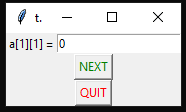 t.
a[1][1] = 0
NEXT
QUIT